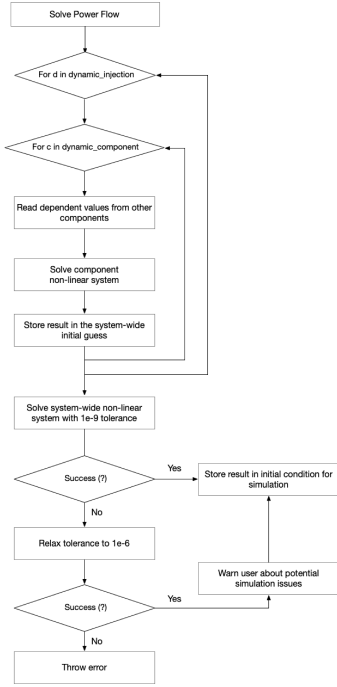 Solve Power Flow
For d in dynamic_injection
For c in dynamic_component
Read dependent values from other
components
Solve component
non-linear system
Store result in the system-wide
initial guess
Solve system-wide non-linear
system with 1e-9 tolerance
Success (?)
Yes
Store result in initial condition for
simulation
No
Relax tolerance to 1e-6
Warn user about potential
simulation issues
Success (?)
Yes
No
Throw error